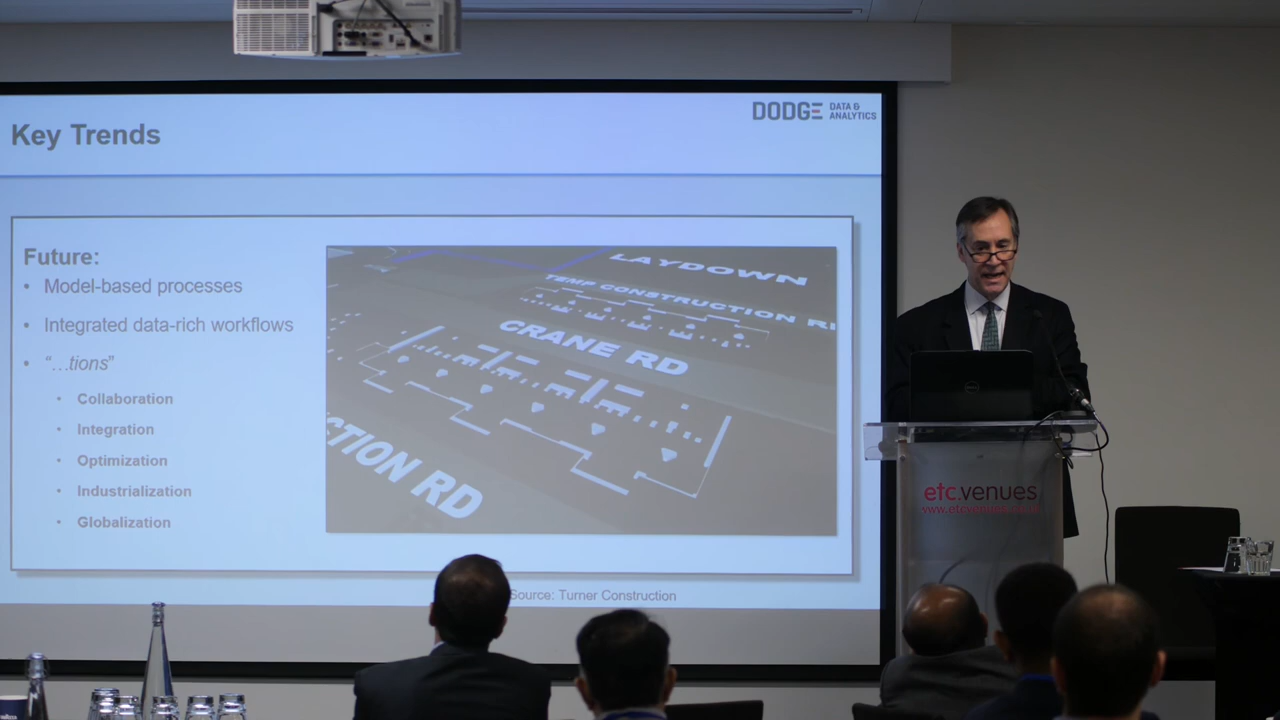 DODGE DATA & ANALYTICS
Key Trends
Future:
• Model-based processes
• Integrated data-rich workflows
• “…tions”
• Collaboration
• Integration
• Optimization
• Industrialization
• Globalization
LAYDOWN
TEMP CONSTRUCTION R
CRANE RD
CTION RD
Source: Turner Construction
etc.venues